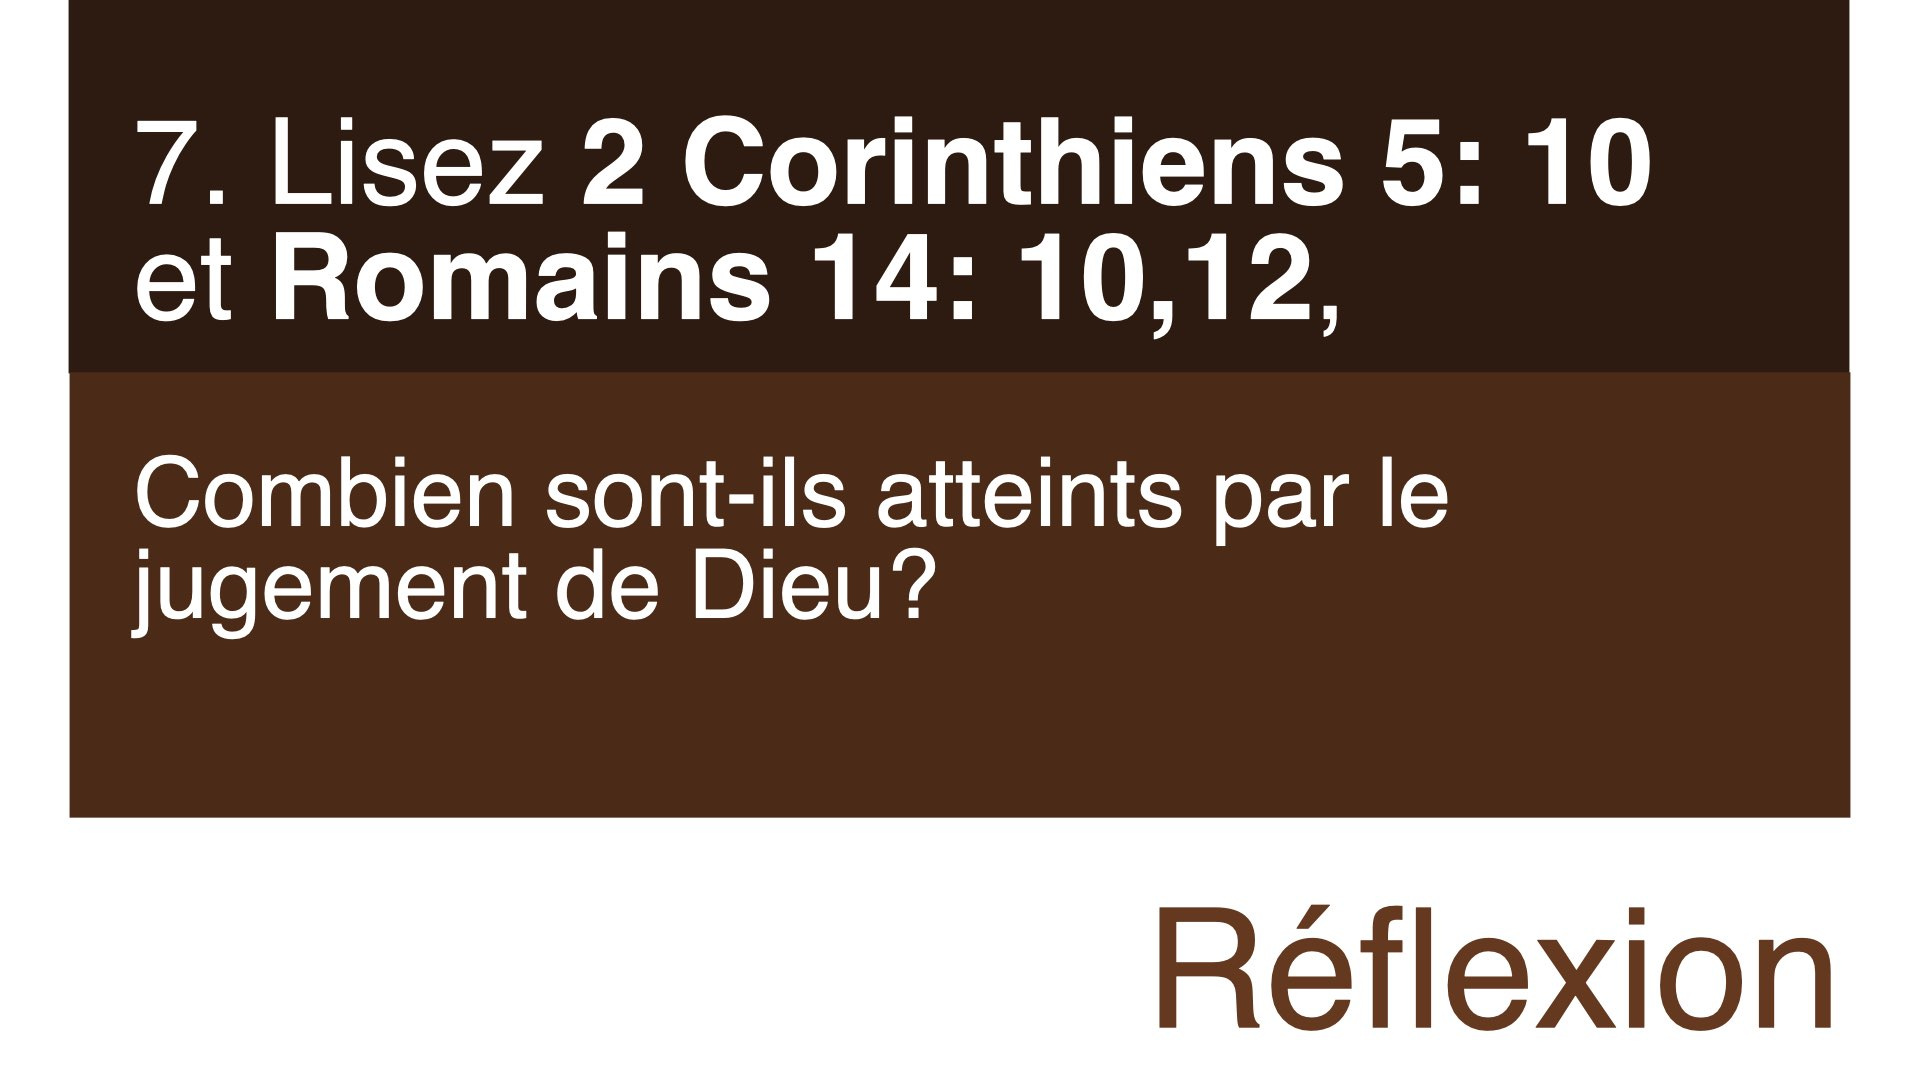 7. Lisez 2 Corinthiens 5: 10
et Romains 14: 10,12,
Combien sont-ils atteints par le
jugement de Dieu?
Réflexion